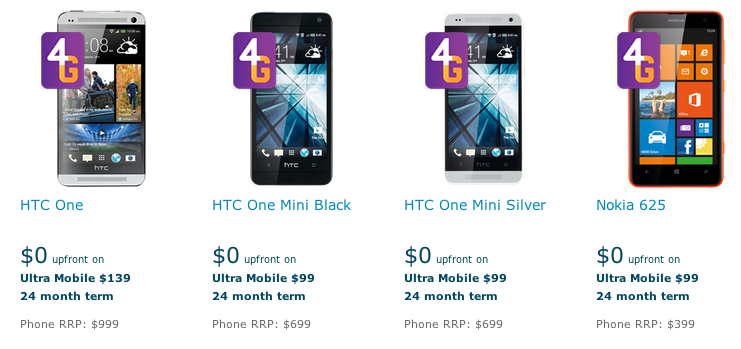 4G
4G
4G
4G
HTC One
HTC One Mini Black
HTC One Mini Silver
Nokia 625
$0 upfront on
Ultra Mobile $139
24 month term
Phone RRP: $999
$0 upfront on
Ultra Mobile $99
24 month term
Phone RRP: $699
$0 upfront on
Ultra Mobile $99
24 month term
Phone RRP: $699
$0 upfront on
Ultra Mobile $99
24 month term
Phone RRP: $399